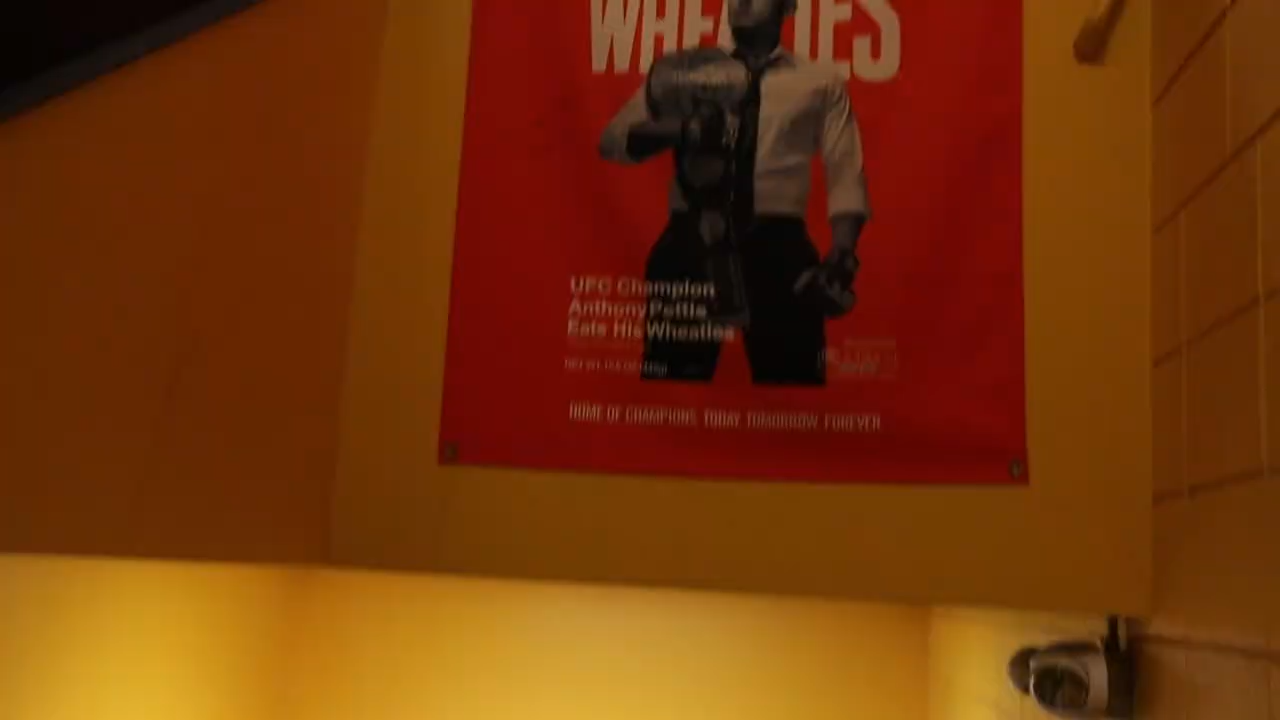 WHEATIES
UFC Champion
Anthony Pettis
Eats His Wheaties
HOME OF CHAMPIONS. TODAY. TOMORROW. FOREVER.